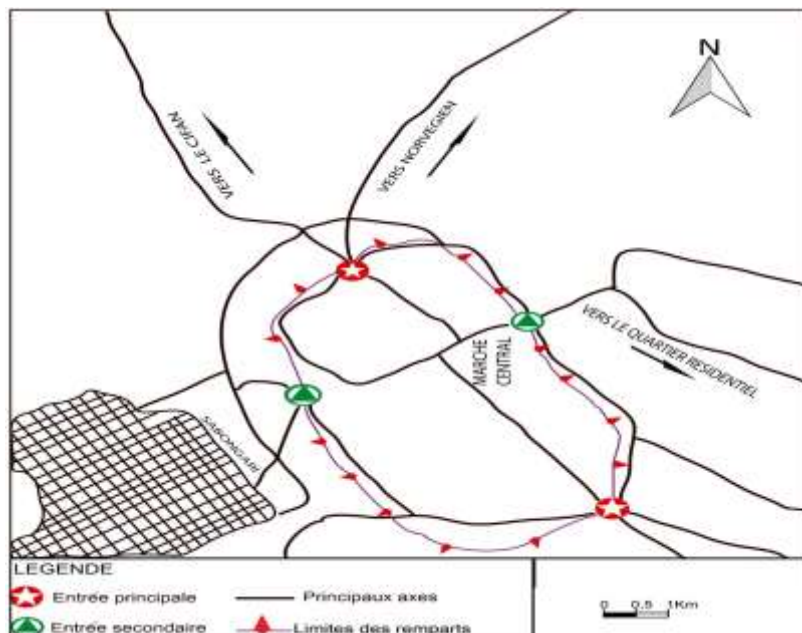 N
VERS LE CIFAN
VERS NORVEGIEN
VERS LE QUARTIER RESIDENTIEL
MARCHE
CENTRAL
SABONGARI
LEGENDE
Entrée principale
Principaux axes
Entrée secondaire
Limites des remparts
0 0.5 1Km